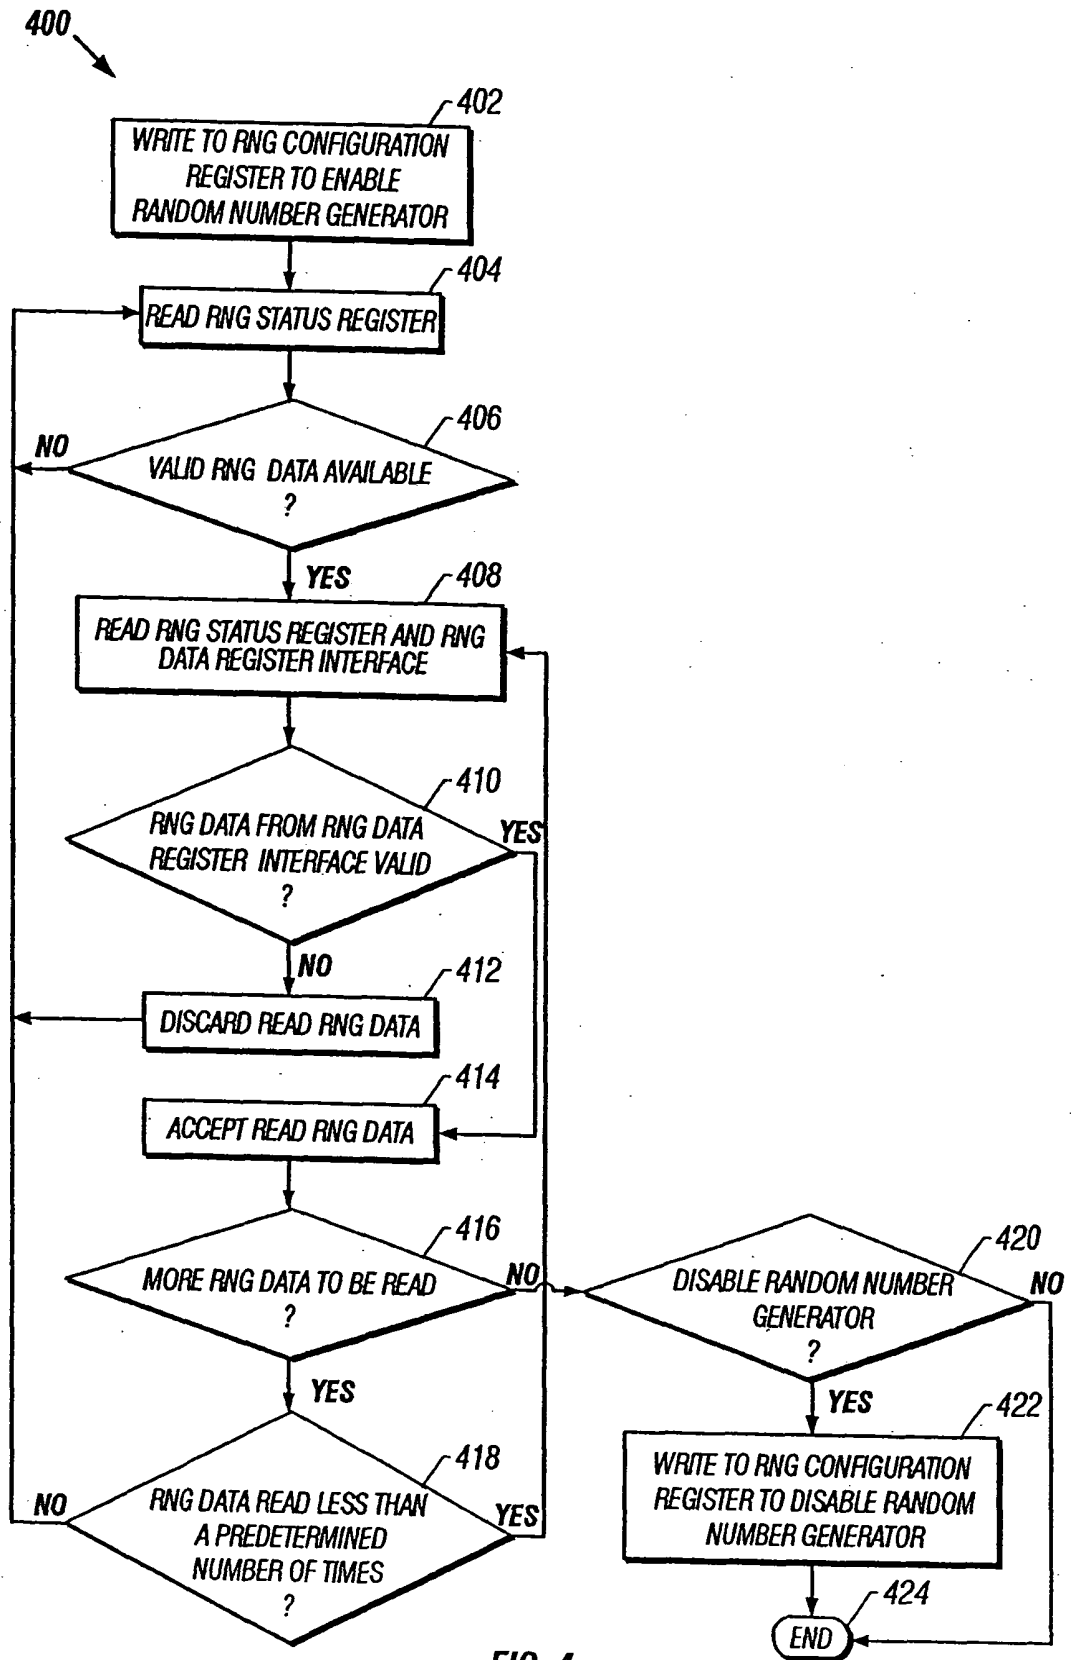 400
402
WRITE TO RNG CONFIGURATION
REGISTER TO ENABLE
RANDOM NUMBER GENERATOR
404
READ RNG STATUS REGISTER
406
NO
VALID RNG DATA AVAILABLE
?
YES
408
READ RNG STATUS REGISTER AND RNG
DATA REGISTER INTERFACE
410
RNG DATA FROM RNG DATA
REGISTER INTERFACE VALID
?
YES
NO
412
DISCARD READ RNG DATA
414
ACCEPT READ RNG DATA
416
MORE RNG DATA TO BE READ
?
NO
YES
418
RNG DATA READ LESS THAN
A PREDETERMINED
NUMBER OF TIMES
?
NO
YES
420
DISABLE RANDOM NUMBER
GENERATOR
?
NO
YES
422
WRITE TO RNG CONFIGURATION
REGISTER TO DISABLE RANDOM
NUMBER GENERATOR
424
END
FIG. 4